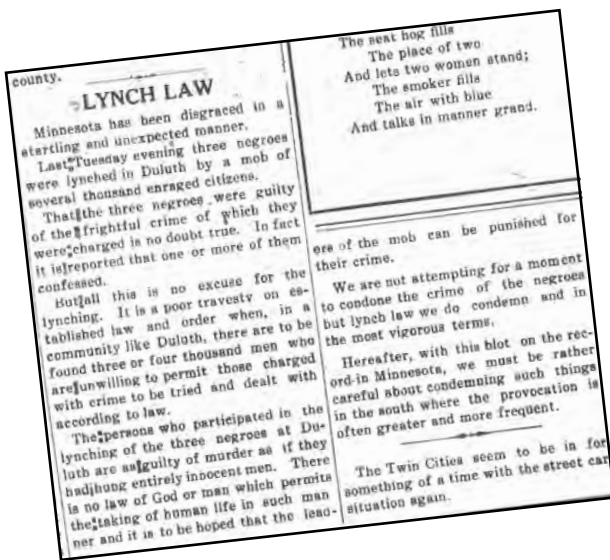 county.
LYNCH LAW
Minnesota has been disgraced in a
startling and unexpected manner.
Last Tuesday evening three negroes
were lynched in Duluth by a mob of
several thousand enraged citizens.
That the three negroes were guilty
of the frightful crime of which they
were charged is no doubt true. In fact
it is reported that one or more of them
confessed.
But all this is no excuse for the
lynching. It is a poor travesty on es-
tablished law and order when, in a
community like Duluth, there are to be
found three or four thousand men who
are unwilling to permit those charged
with crime to be tried and dealt with
according to law.
The persons who participated in the
lynching of the three negroes at Du-
luth are as guilty of murder as if they
had hung entirely innocent men. There
is no law of God or man which permits
the taking of human life in such man
ner and it is to be hoped that the lead-
The seat hog fills
The place of two
And lets two women stand;
The smoker fills
The air with blue
And talks in manner grand.
ers of the mob can be punished for
their crime.
We are not attempting for a moment
to condone the crime of the negroes
but lynch law we do condemn and in
the most vigorous terms.
Hereafter, with this blot on the rec-
ord in Minnesota, we must be rather
careful about condemning such things
in the south where the provocation is
often greater and more frequent.
The Twin Cities seem to be in for
something of a time with the street car
situation again.